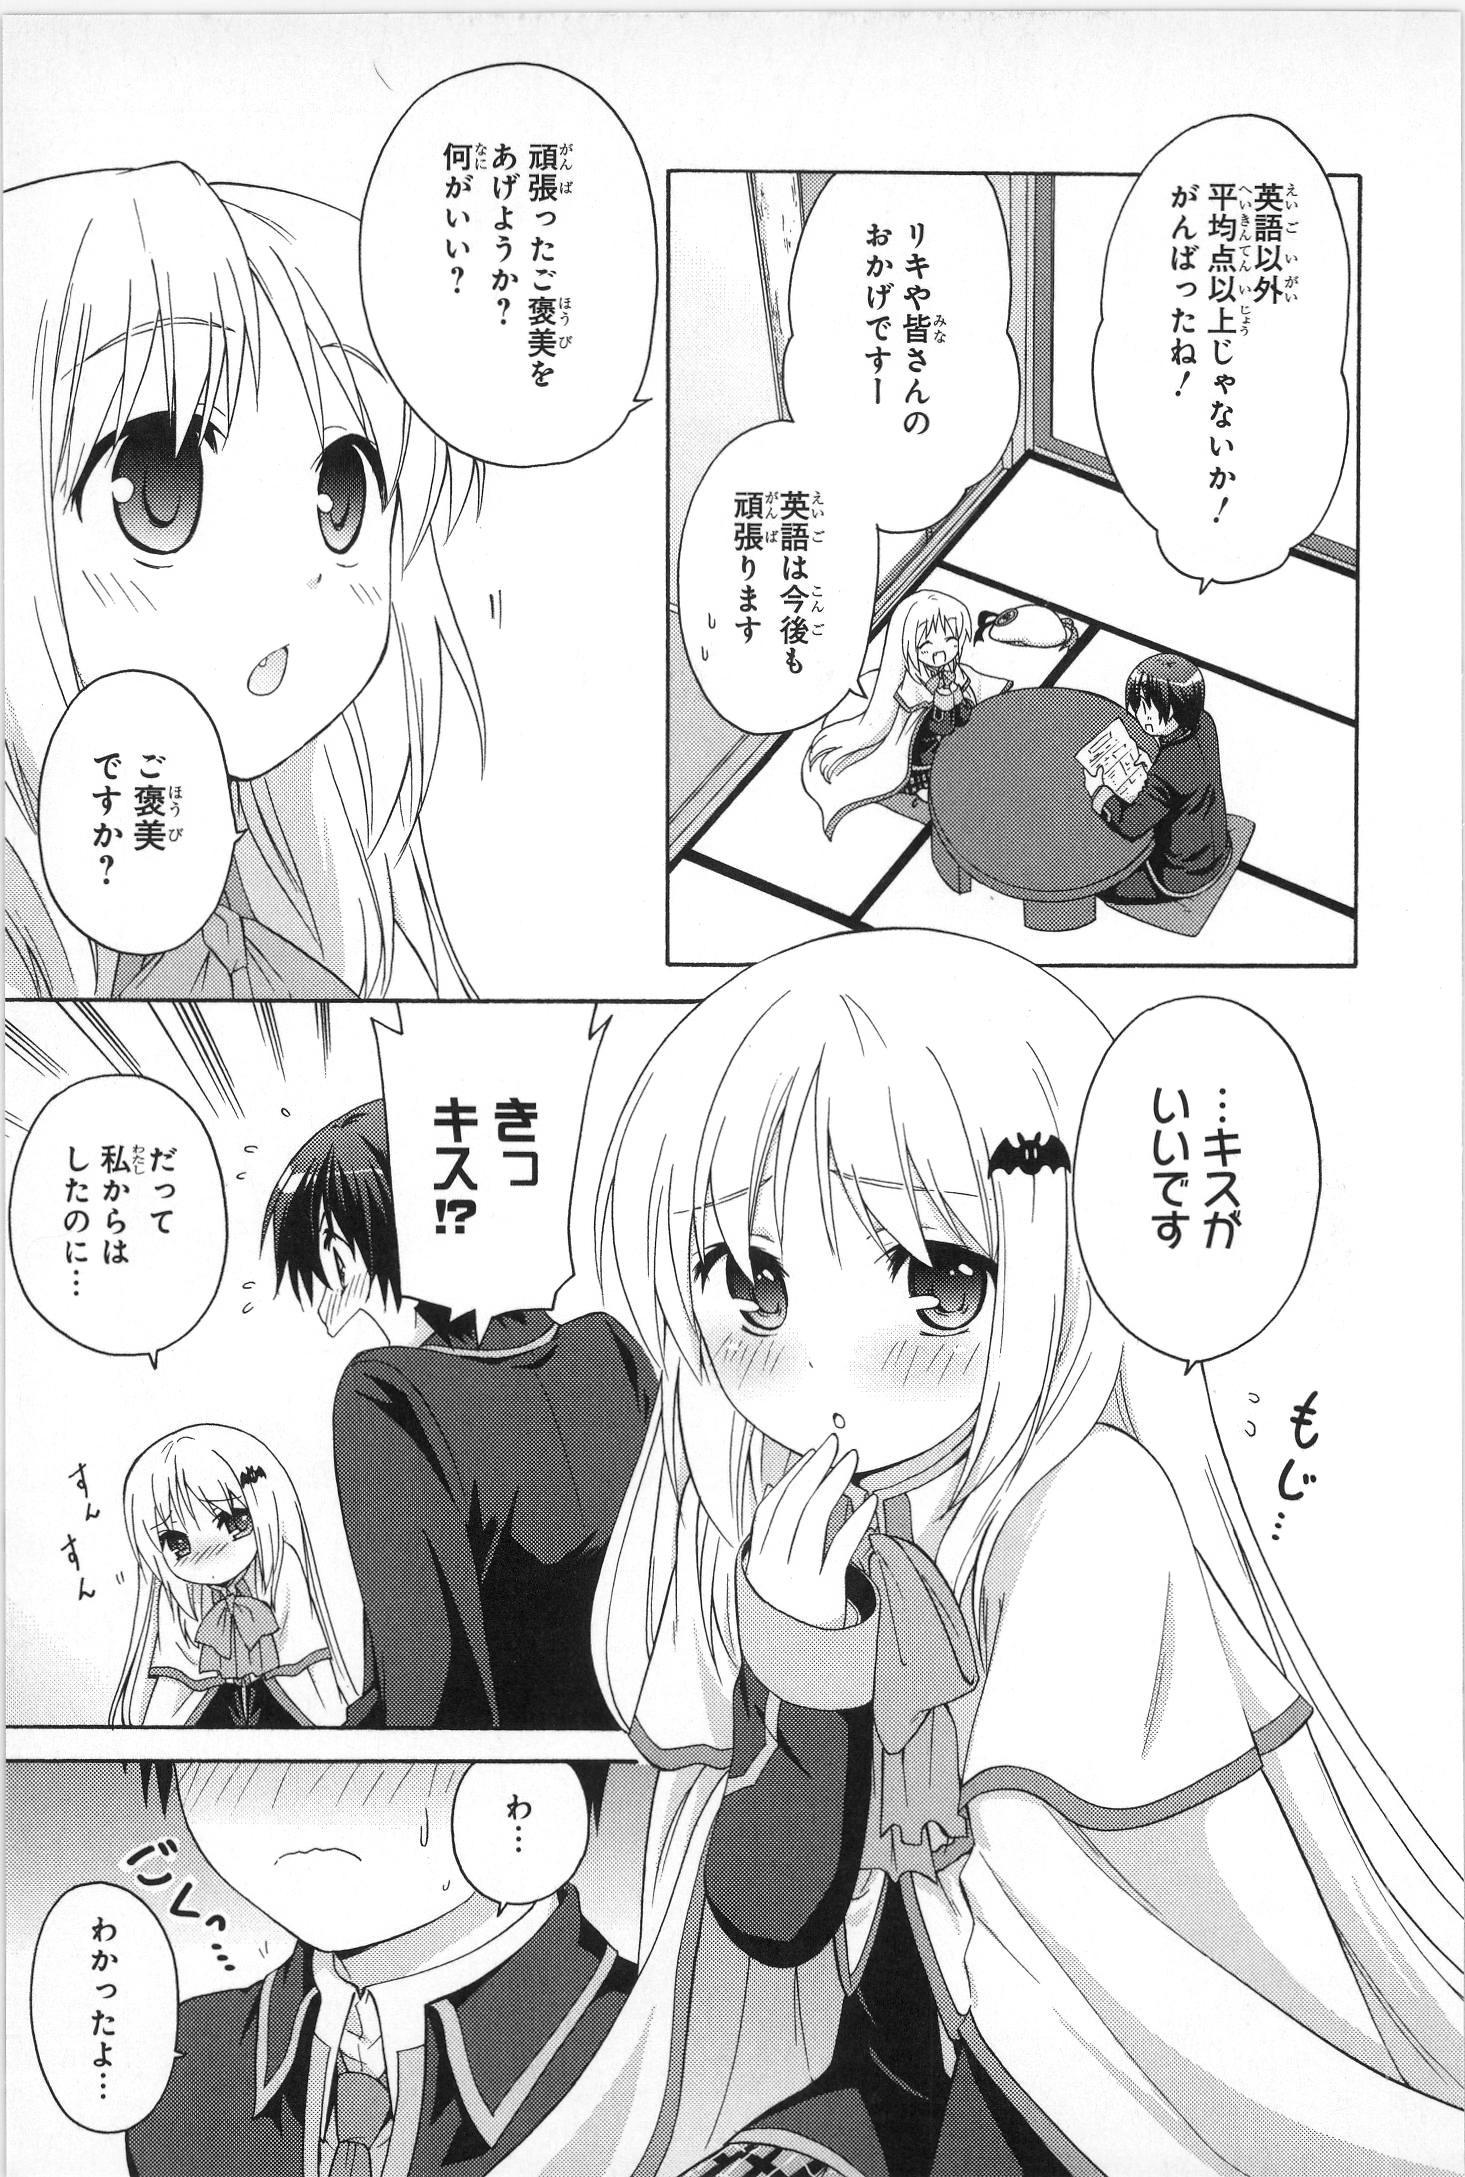 英語以外
平均点以上じゃないか!
がんばったね!
リキや皆さんの
おかげですー
英語は今後も
頑張ります
頑張ったご褒美を
あげようか?
何がいい?
ご褒美
ですか?
…キスが
いいです
もじ…
きっ
キス!?
だって
私からは
したのに…
すん
すん
わ…
ごくっ…
わかったよ…